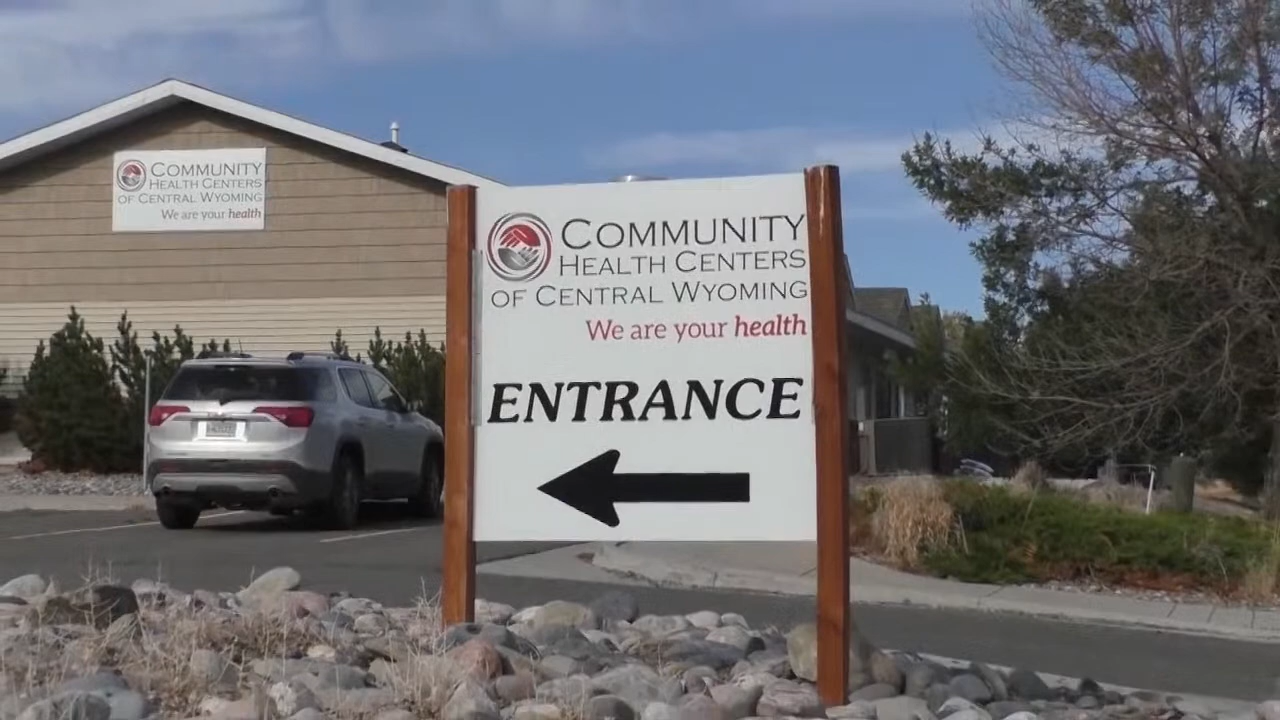 COMMUNITY
HEALTH CENTERS
OF CENTRAL WYOMING
We are your health
COMMUNITY
HEALTH CENTERS
OF CENTRAL WYOMING
We are your health
ENTRANCE